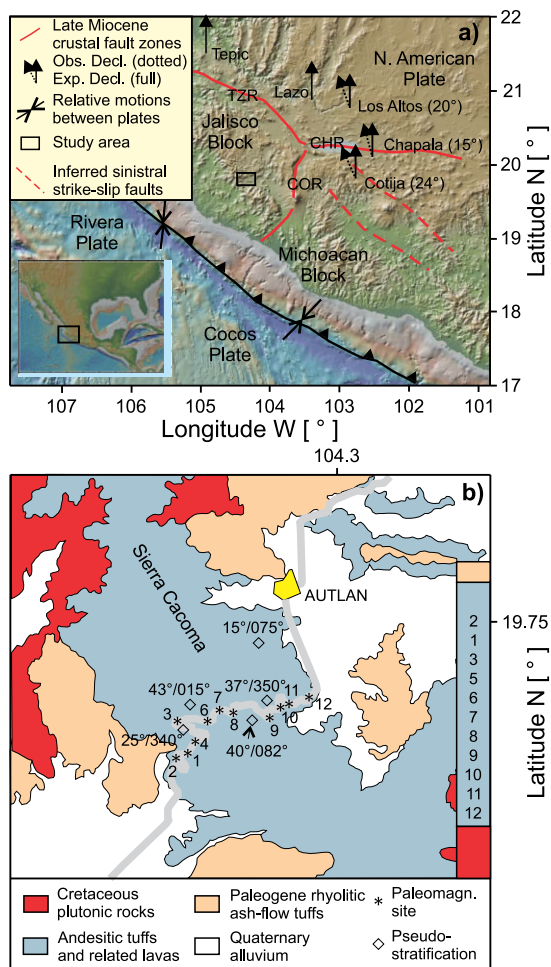 Late Miocene
crustal fault zones
Obs. Decl. (dotted)
Exp. Decl. (full)
Relative motions
between plates
Study area
Inferred sinistral
strike-slip faults
a)
Tepic
N. American
Plate
Lazo
Los Altos (20°)
TZR
Jalisco
Block
CHR
Chapala (15°)
COR
Cotija (24°)
Rivera
Plate
Michoacan
Block
Cocos
Plate
22
21
20
19
18
17
Latitude N [ ° ]
107 106 105 104 103 102 101
Longitude W [ ° ]
104.3
b)
Sierra Cacoma
AUTLAN
15°/075°
19.75
Latitude N [ ° ]
43°/015°
37°/350°
3
6
7
8
9
10
11
12
25°/340°
4
40°/082°
2
1
2
1
3
5
6
7
8
9
10
11
12
Cretaceous
plutonic rocks
Paleogene rhyolitic
ash-flow tuffs
Paleomagn.
site
Andesitic tuffs
and related lavas
Quaternary
alluvium
Pseudo-
stratification